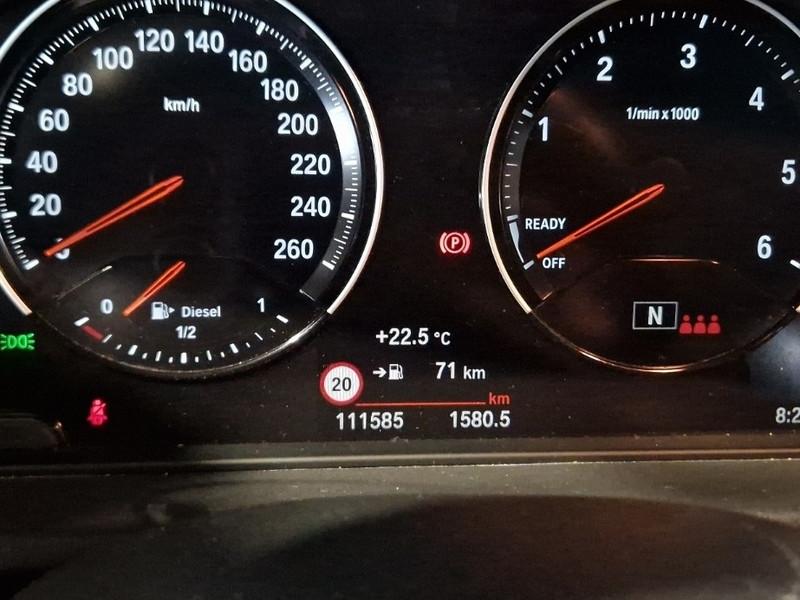 120 140
100 160
80 180
km/h
60 200
40 220
20 240
260
0 Diesel 1
1/2
3
2 4
1/min x 1000
1 5
READY
OFF 6
P
N
+22.5 °C
20
71 km
km
111585 1580.5
8:2